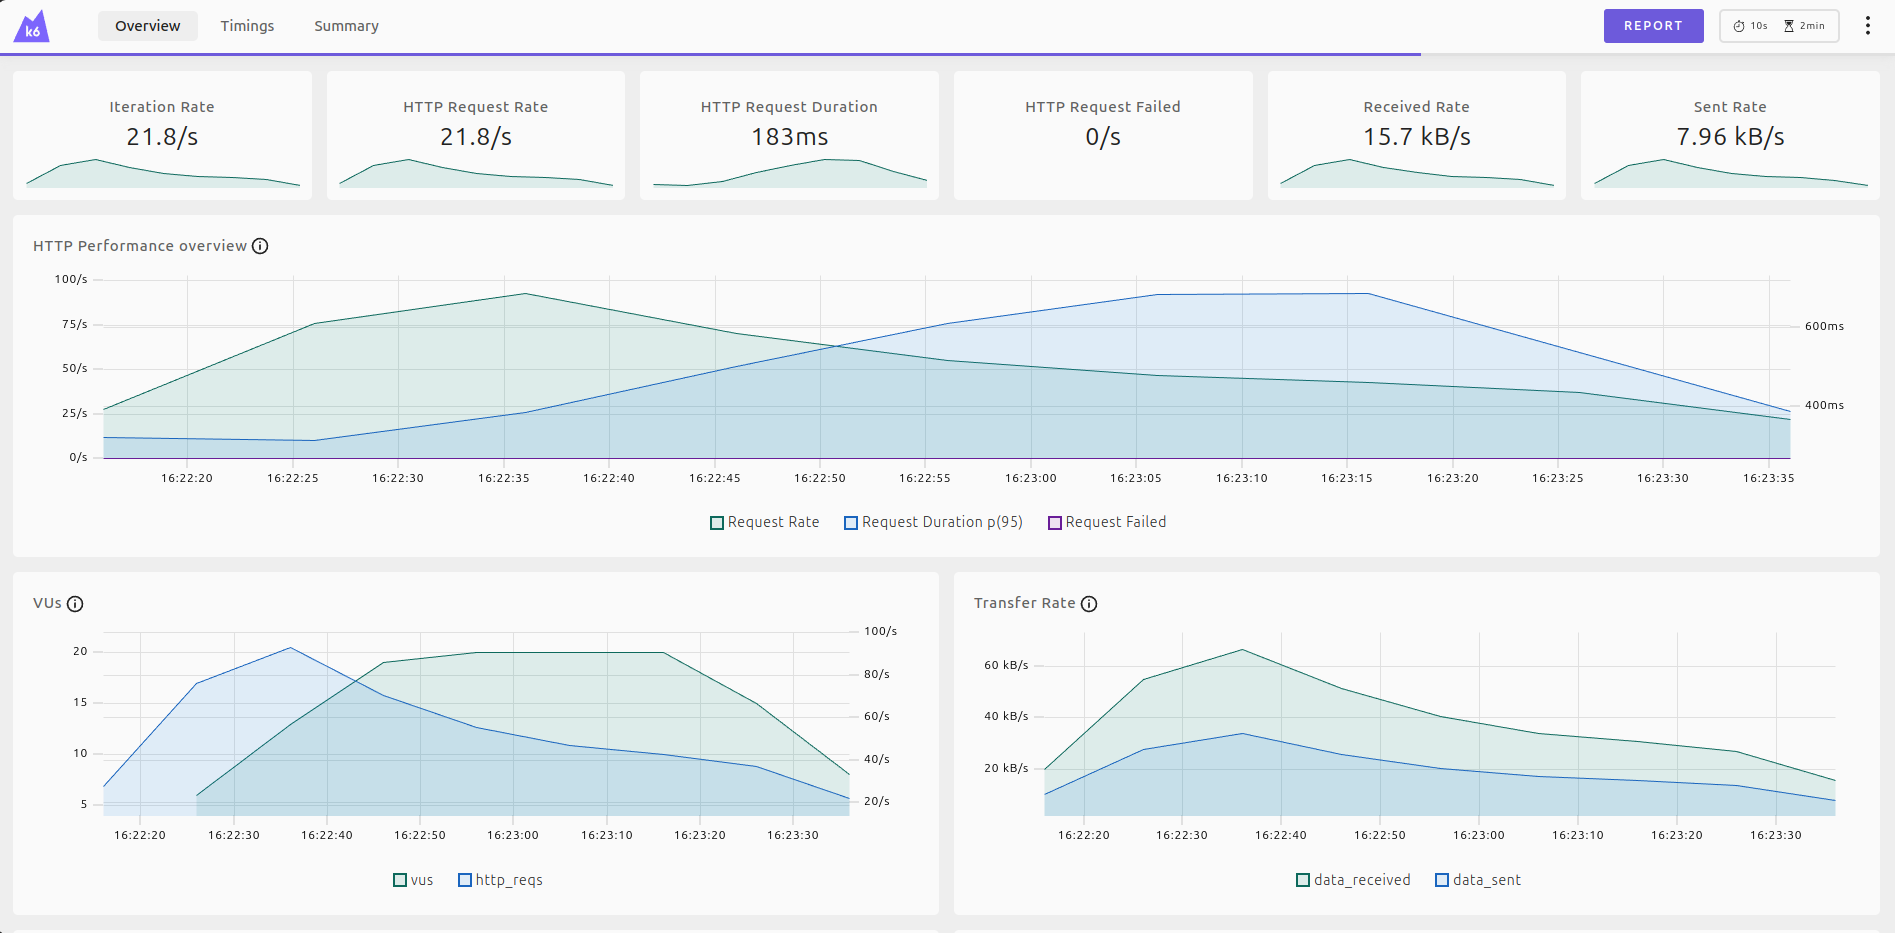 k6
Overview
Timings
Summary
REPORT
10s
2min
Iteration Rate
21.8/s
HTTP Request Rate
21.8/s
HTTP Request Duration
183ms
HTTP Request Failed
0/s
Received Rate
15.7 kB/s
Sent Rate
7.96 kB/s
HTTP Performance overview
100/s
75/s
50/s
25/s
0/s
600ms
400ms
16:22:20 16:22:25 16:22:30 16:22:35 16:22:40 16:22:45 16:22:50 16:22:55 16:23:00 16:23:05 16:23:10 16:23:15 16:23:20 16:23:25 16:23:30 16:23:35
Request Rate Request Duration p(95) Request Failed
VUs
20
15
10
5
100/s
80/s
60/s
40/s
20/s
16:22:20 16:22:30 16:22:40 16:22:50 16:23:00 16:23:10 16:23:20 16:23:30
vus http_reqs
Transfer Rate
60 kB/s
40 kB/s
20 kB/s
16:22:20 16:22:30 16:22:40 16:22:50 16:23:00 16:23:10 16:23:20 16:23:30
data_received data_sent